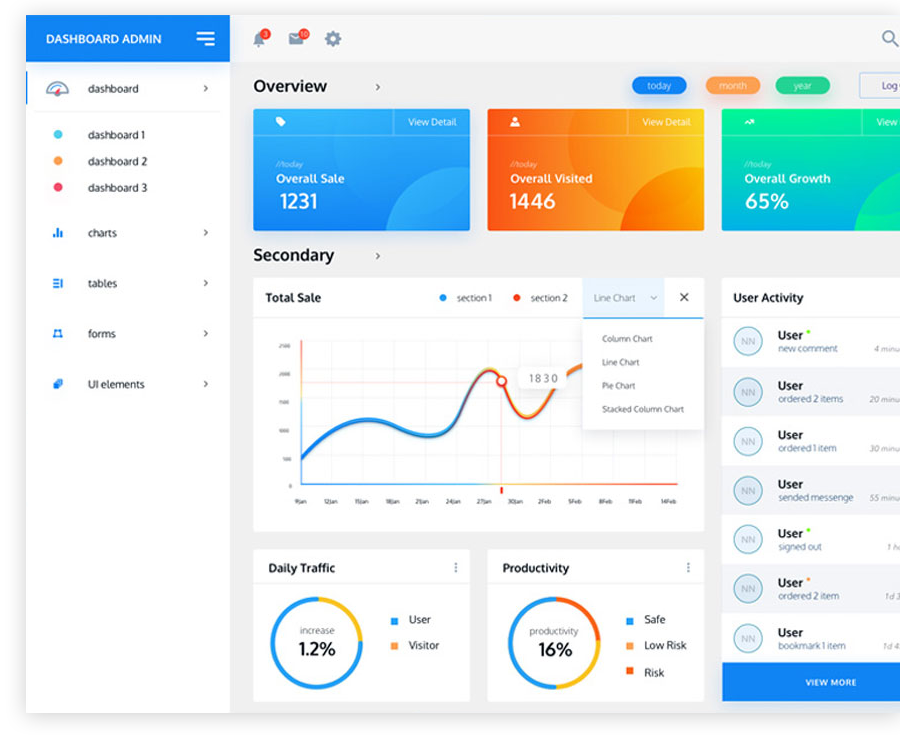 DASHBOARD ADMIN
3
10
dashboard
dashboard 1
dashboard 2
dashboard 3
charts
tables
forms
UI elements
Overview
today
month
year
Log
View Detail
//today
Overall Sale
1231
View Detail
//today
Overall Visited
1446
View
//today
Overall Growth
65%
Secondary
Total Sale
section 1
section 2
Line Chart
Column Chart
Line Chart
Pie Chart
Stacked Column Chart
1830
2500
2000
1500
1000
500
0
9Jan 12Jan 15Jan 18Jan 21Jan 24Jan 27Jan 30Jan 2Feb 5Feb 8Feb 11Feb 14Feb
User Activity
NN
User
new comment
4 minu
NN
User
ordered 2 items
20 minu
NN
User
ordered 1 item
30 minu
NN
User
sended messenge
55 minu
NN
User
signed out
1 ho
NN
User
ordered 2 item
1d 3
NN
User
bookmark 1 item
1d 4
VIEW MORE
Daily Traffic
increase
1.2%
User
Visitor
Productivity
productivity
16%
Safe
Low Risk
Risk